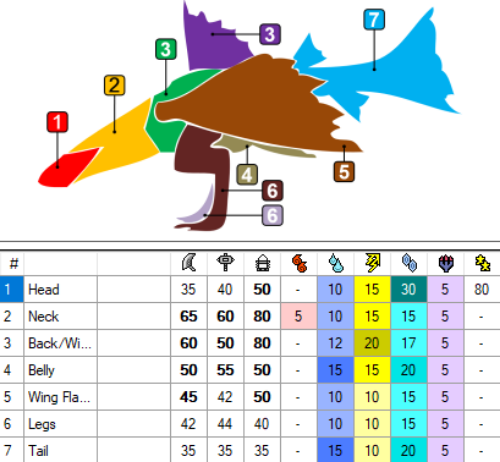 3
7
3
2
1
4
5
6
6
#
1 Head 35 40 50 - 10 15 30 5 80
2 Neck 65 60 80 5 10 15 15 5 -
3 Back/Wi... 60 50 80 - 12 20 17 5 -
4 Belly 50 55 50 - 15 15 20 5 -
5 Wing Fla... 45 42 50 - 10 10 15 5 -
6 Legs 42 44 40 - 10 10 15 5 -
7 Tail 35 35 35 - 15 10 20 5 -